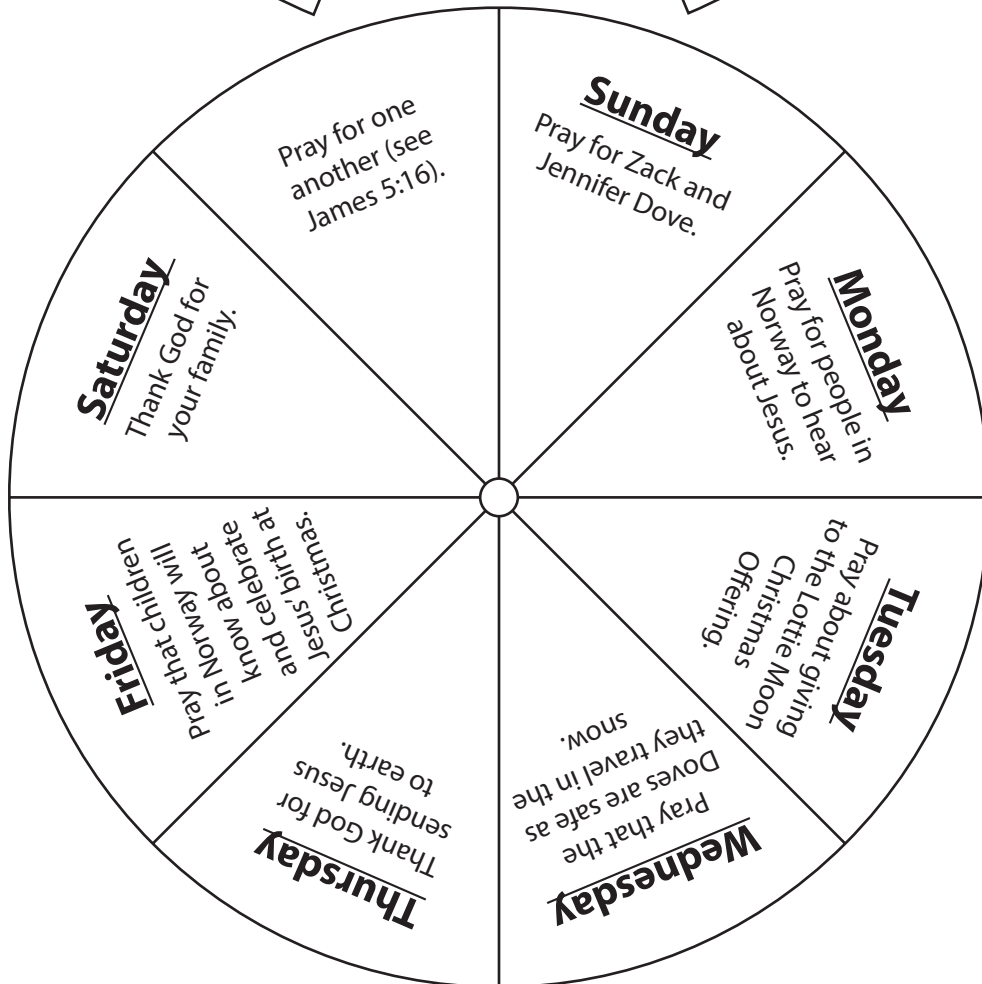 Sunday
Pray for Zack and
Jennifer Dove.
Monday
Pray for people in
Norway to hear
about Jesus.
Tuesday
Pray about giving
to the Lottie Moon
Christmas
Offering.
Wednesday
Pray that the
Doves are safe as
they travel in the
snow.
Thursday
Thank God for
sending Jesus
to earth.
Friday
Pray that children
in Norway will
know about
and celebrate
Jesus’ birth at
Christmas.
Saturday
Thank God for
your family.
Pray for one
another (see
James 5:16).